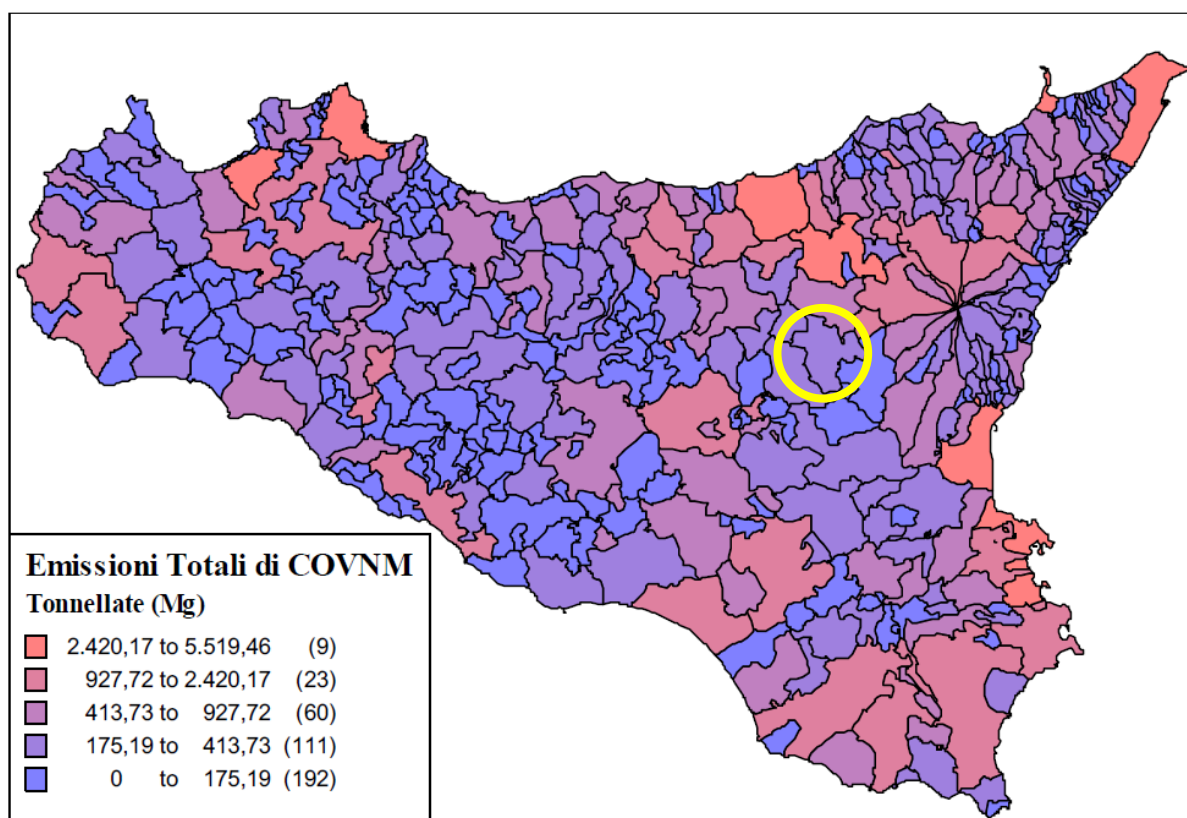 Emissioni Totali di COVNM
Tonnellate (Mg)
2.420,17 to 5.519,46 (9)
927,72 to 2.420,17 (23)
413,73 to 927,72 (60)
175,19 to 413,73 (111)
0 to 175,19 (192)